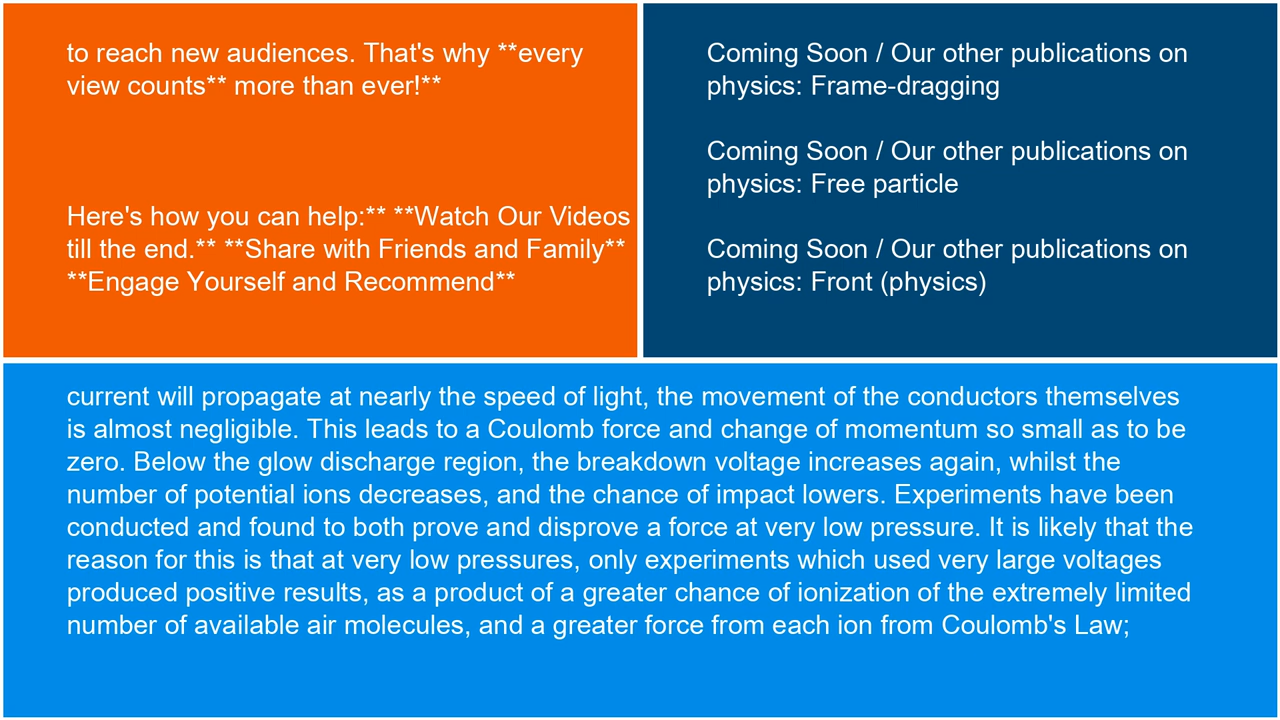 to reach new audiences. That's why **every
view counts** more than ever!**
Here's how you can help:** **Watch Our Videos
till the end.** **Share with Friends and Family**
**Engage Yourself and Recommend**
Coming Soon / Our other publications on
physics: Frame-dragging
Coming Soon / Our other publications on
physics: Free particle
Coming Soon / Our other publications on
physics: Front (physics)
current will propagate at nearly the speed of light, the movement of the conductors themselves
is almost negligible. This leads to a Coulomb force and change of momentum so small as to be
zero. Below the glow discharge region, the breakdown voltage increases again, whilst the
number of potential ions decreases, and the chance of impact lowers. Experiments have been
conducted and found to both prove and disprove a force at very low pressure. It is likely that the
reason for this is that at very low pressures, only experiments which used very large voltages
produced positive results, as a product of a greater chance of ionization of the extremely limited
number of available air molecules, and a greater force from each ion from Coulomb's Law;